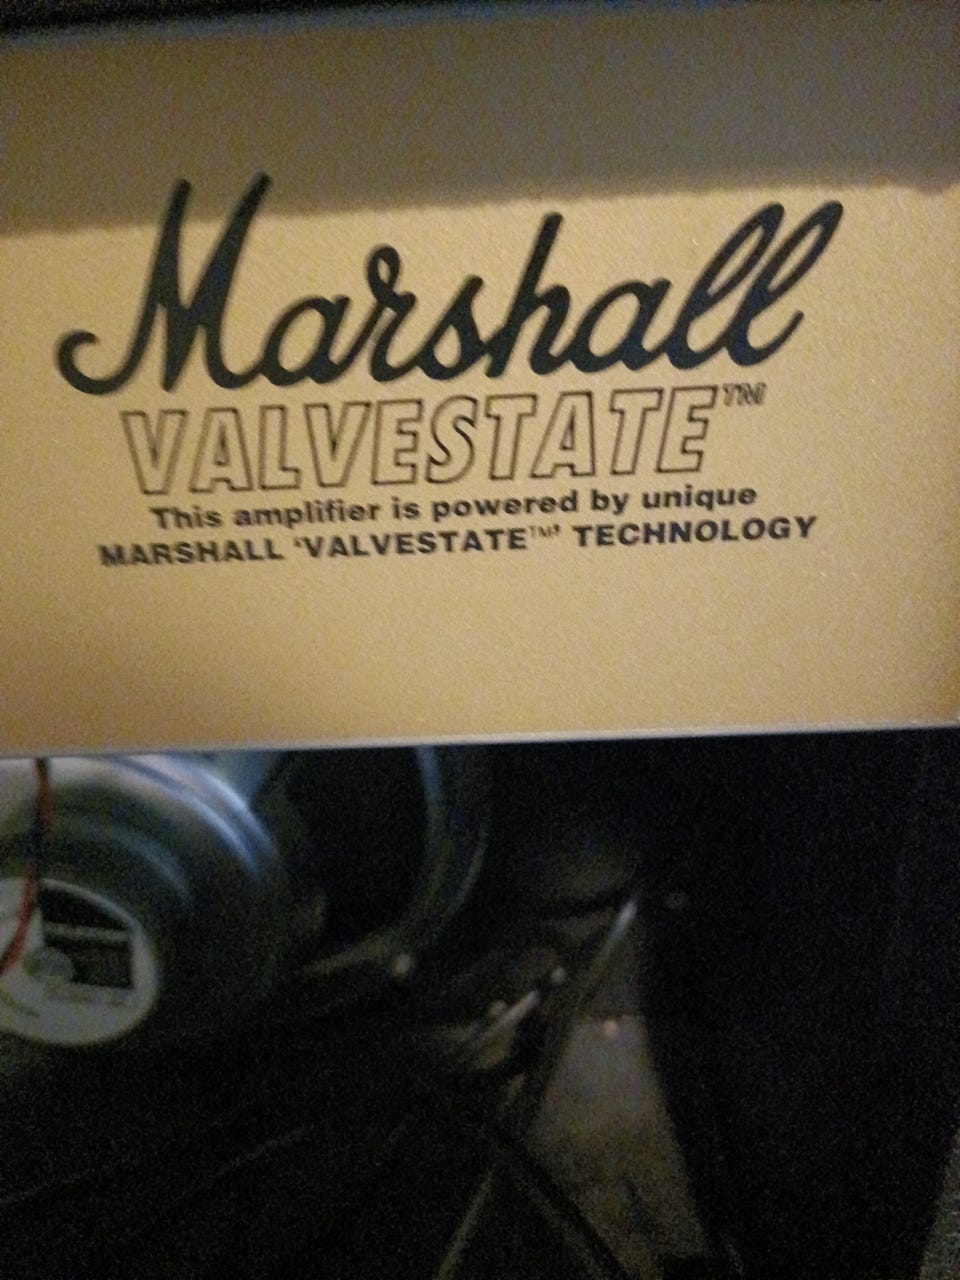 Marshall
VALVESTATE™
This amplifier is powered by unique
MARSHALL ‘VALVESTATE™’ TECHNOLOGY